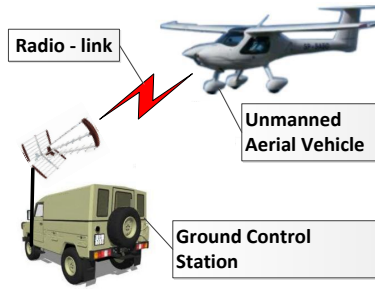 Radio - link
Unmanned
Aerial Vehicle
Ground Control
Station